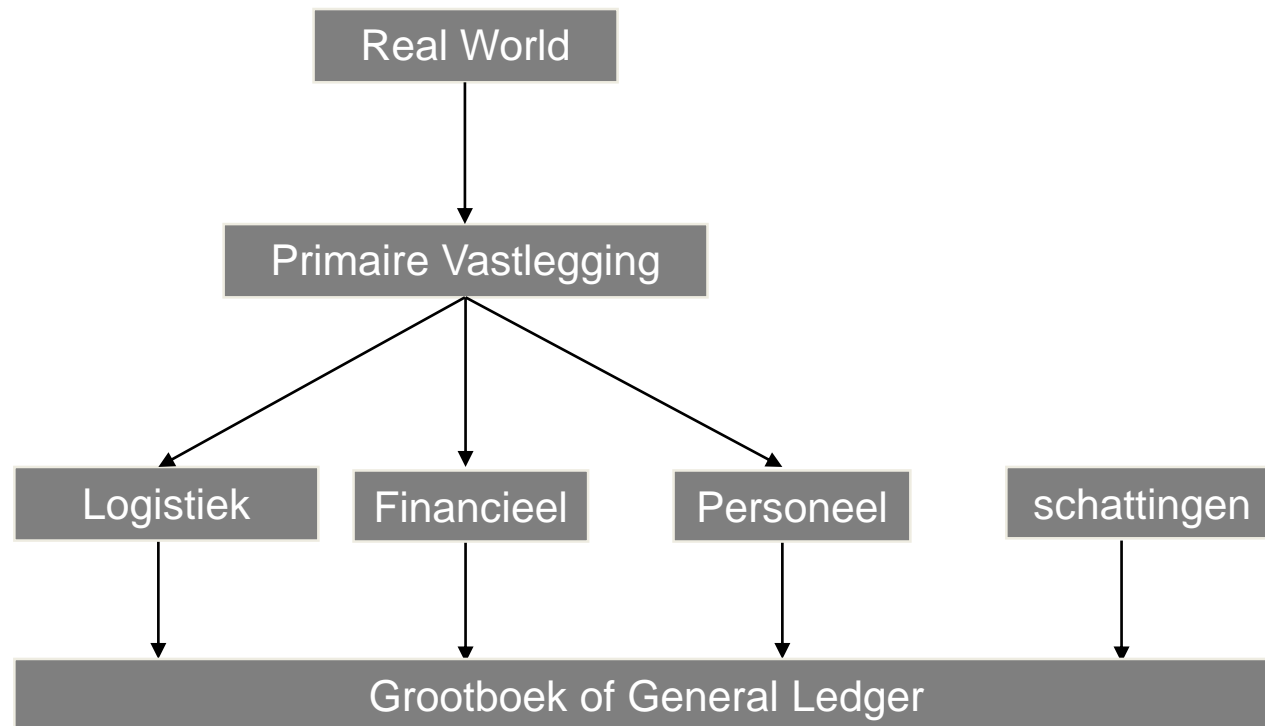 Real World
Primaire Vastlegging
Logistiek
Financieel
Personeel
schattingen
Grootboek of General Ledger